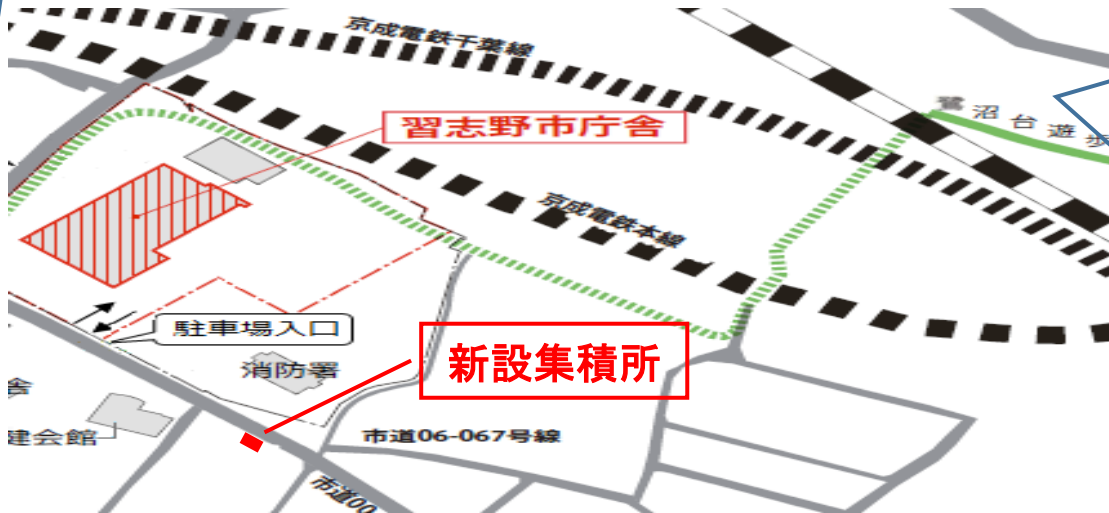 京成電鉄千葉線
鷺沼台遊歩
習志野市庁舎
京成電鉄本線
駐車場入口
新設集積所
消防署
舎
建会館
市道06-067号線
市道00